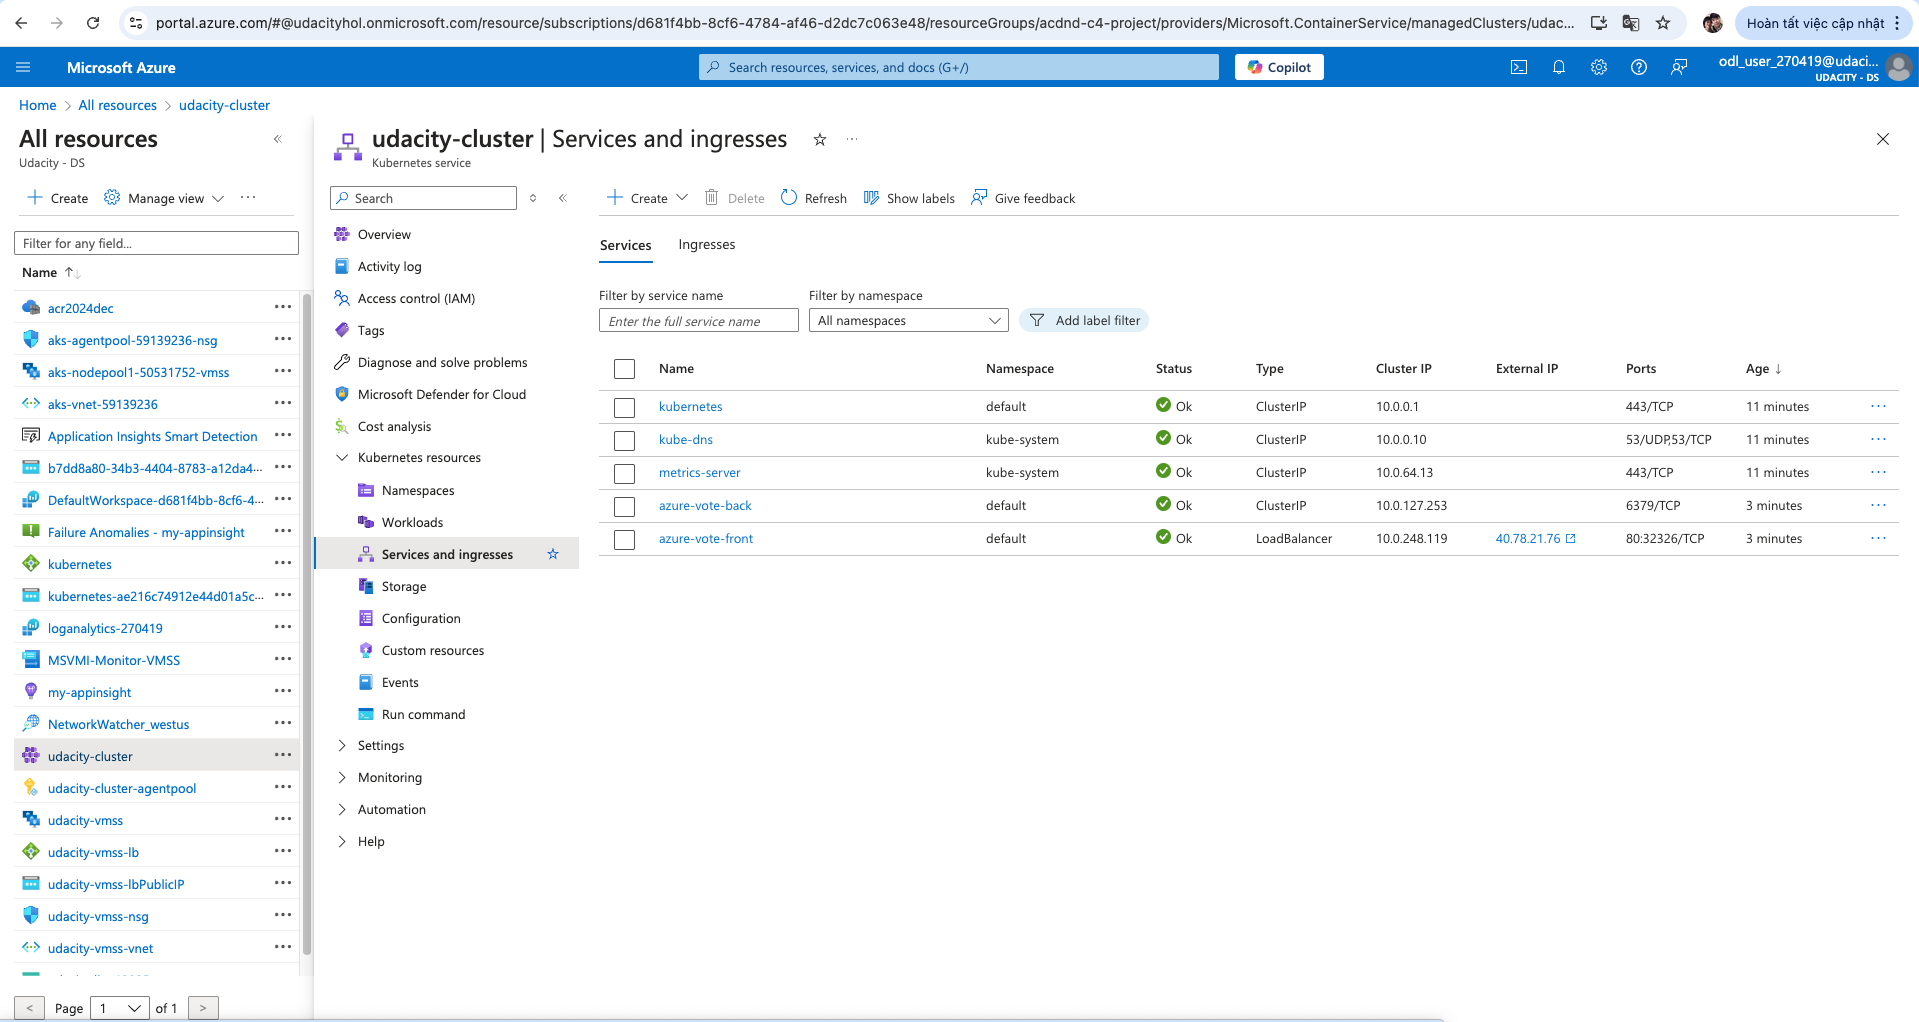 portal.azure.com/#@udacityhol.onmicrosoft.com/resource/subscriptions/d681f4bb-8cf6-4784-af46-d2dc7c063e48/resourceGroups/acdnd-c4-project/providers/Microsoft.ContainerService/managedClusters/udac...
Hoàn tất việc cập nhật
Microsoft Azure
Search resources, services, and docs (G+/)
Copilot
odl_user_270419@udaci...
UDACITY - DS
Home > All resources > udacity-cluster
All resources
Udacity - DS
Create
Manage view
Filter for any field...
Name
acr2024dec
aks-agentpool-59139236-nsg
aks-nodepool1-50531752-vmss
aks-vnet-59139236
Application Insights Smart Detection
b7dd8a80-34b3-4404-8783-a12da4...
DefaultWorkspace-d681f4bb-8cf6-4...
Failure Anomalies - my-appinsight
kubernetes
kubernetes-ae216c74912e44d01a5c...
loganalytics-270419
MSVMI-Monitor-VMSS
my-appinsight
NetworkWatcher_westus
udacity-cluster
udacity-cluster-agentpool
udacity-vmss
udacity-vmss-lb
udacity-vmss-lbPublicIP
udacity-vmss-nsg
udacity-vmss-vnet
< Page 1 of 1 >
udacity-cluster | Services and ingresses
Kubernetes service
Search
Overview
Activity log
Access control (IAM)
Tags
Diagnose and solve problems
Microsoft Defender for Cloud
Cost analysis
Kubernetes resources
Namespaces
Workloads
Services and ingresses
Storage
Configuration
Custom resources
Events
Run command
Settings
Monitoring
Automation
Help
Create Delete Refresh Show labels Give feedback
Services Ingresses
Filter by service name Filter by namespace
Enter the full service name All namespaces Add label filter
Name Namespace Status Type Cluster IP External IP Ports Age ↓
kubernetes default Ok ClusterIP 10.0.0.1 443/TCP 11 minutes
kube-dns kube-system Ok ClusterIP 10.0.0.10 53/UDP,53/TCP 11 minutes
metrics-server kube-system Ok ClusterIP 10.0.64.13 443/TCP 11 minutes
azure-vote-back default Ok ClusterIP 10.0.127.253 6379/TCP 3 minutes
azure-vote-front default Ok LoadBalancer 10.0.248.119 40.78.21.76 80:32326/TCP 3 minutes